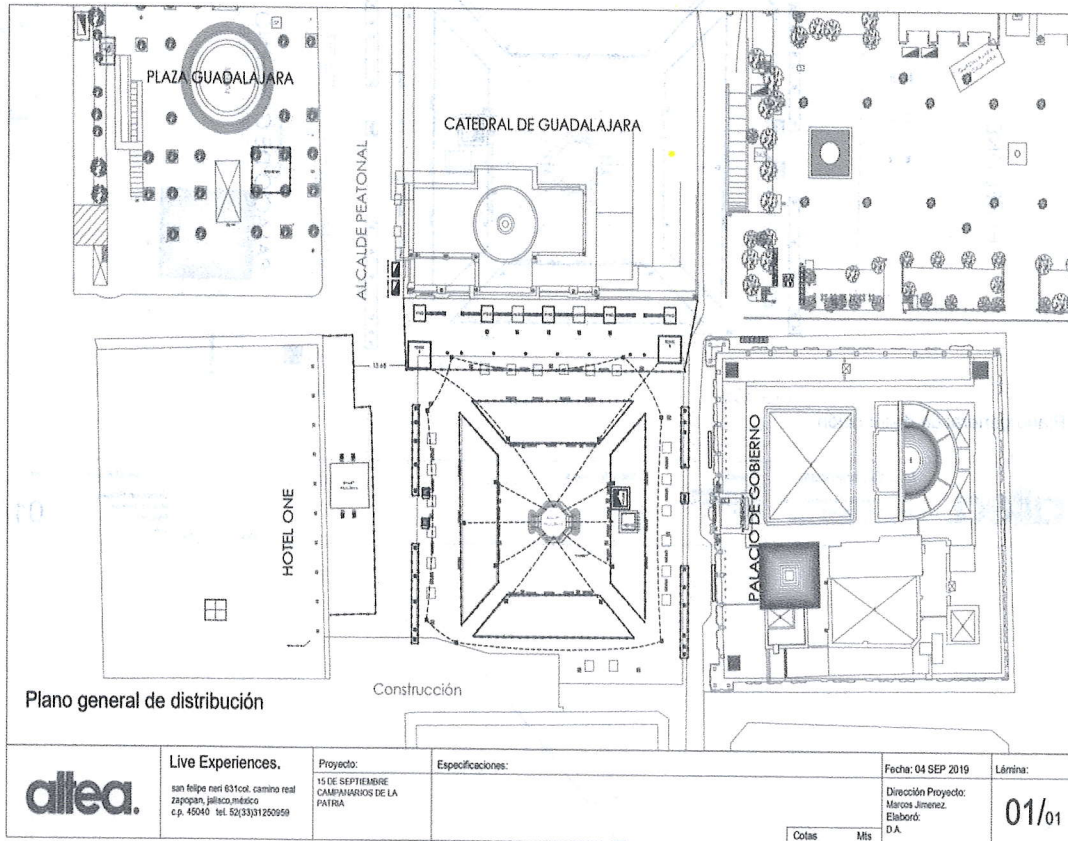 PLAZA GUADALAJARA
CATEDRAL DE GUADALAJARA
ALCALDE PEATONAL
13.68
HOTEL ONE
PALACIO DE GOBIERNO
Plano general de distribución
Construcción
altea.
Live Experiences.
san felipe neri 631col. camino real
zapopan, jalisco,méxico
c.p. 45040 tel. 52(33)31250959
Proyecto:
15 DE SEPTIEMBRE
CAMPANARIOS DE LA
PATRIA
Especificaciones:
Cotas Mts
Fecha: 04 SEP 2019
Dirección Proyecto:
Marcos Jimenez.
Elaboró:
D.A.
Lámina:
01/01